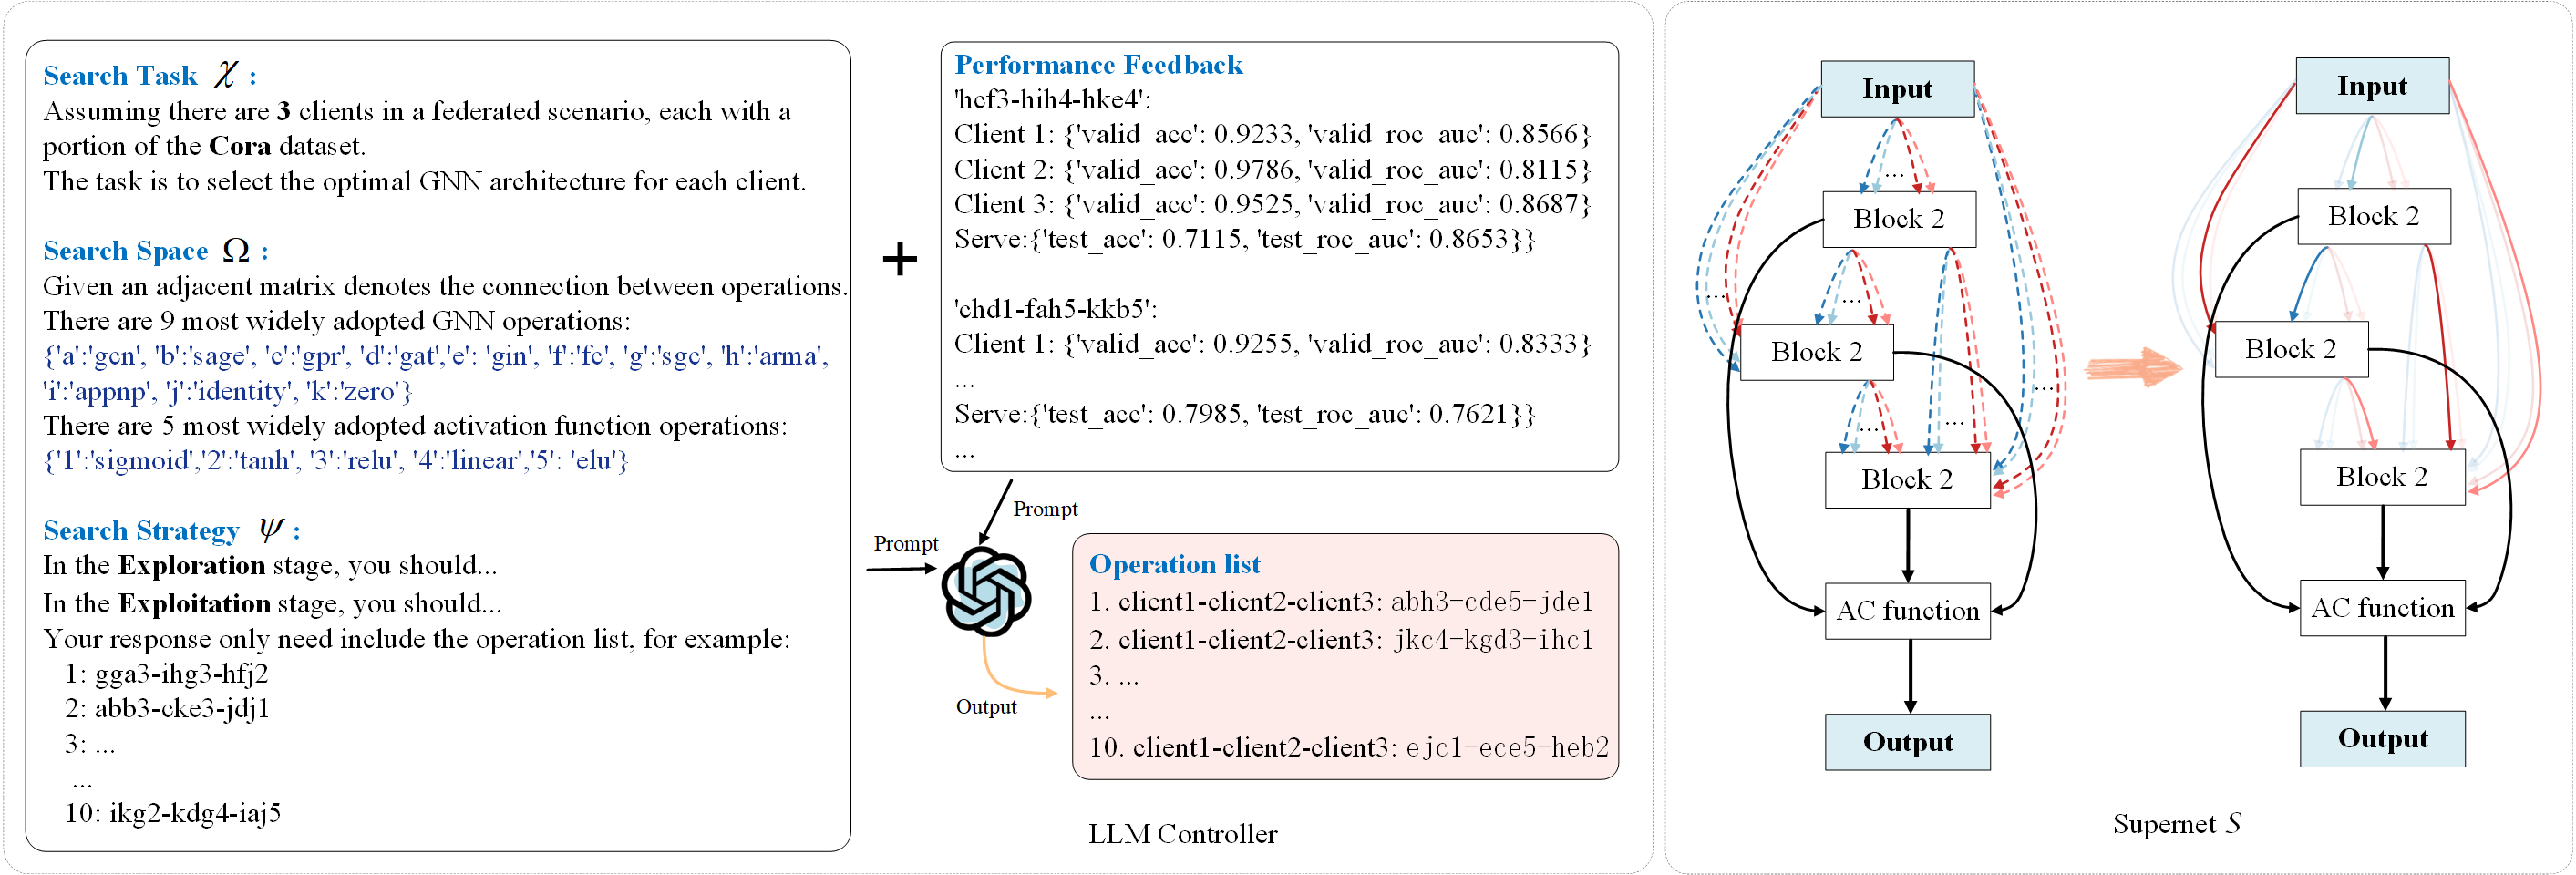 Search Task χ :
Assuming there are 3 clients in a federated scenario, each with a
portion of the Cora dataset.
The task is to select the optimal GNN architecture for each client.
Search Space Ω :
Given an adjacent matrix denotes the connection between operations.
There are 9 most widely adopted GNN operations:
{'a':'gcn', 'b':'sage', 'c':'gpr', 'd':'gat','e': 'gin', 'f':'fc', 'g':'sgc', 'h':'arma',
'i':'appnp', 'j':'identity', 'k':'zero'}
There are 5 most widely adopted activation function operations:
{'1':'sigmoid','2':'tanh', '3':'relu', '4':'linear','5': 'elu'}
Search Strategy ψ :
In the Exploration stage, you should...
In the Exploitation stage, you should...
Your response only need include the operation list, for example:
1: gga3-ihg3-hfj2
2: abb3-cke3-jdj1
3: ...
...
10: ikg2-kdg4-iaj5
+
Performance Feedback
'hcf3-hih4-hke4':
Client 1: {'valid_acc': 0.9233, 'valid_roc_auc': 0.8566}
Client 2: {'valid_acc': 0.9786, 'valid_roc_auc': 0.8115}
Client 3: {'valid_acc': 0.9525, 'valid_roc_auc': 0.8687}
Serve:{'test_acc': 0.7115, 'test_roc_auc': 0.8653}}
'chd1-fah5-kkb5':
Client 1: {'valid_acc': 0.9255, 'valid_roc_auc': 0.8333}
...
Serve:{'test_acc': 0.7985, 'test_roc_auc': 0.7621}}
...
Prompt
Prompt
Output
Operation list
1. client1-client2-client3: abh3-cde5-jde1
2. client1-client2-client3: jkc4-kgd3-ihc1
3. ...
...
10. client1-client2-client3: ejc1-ece5-heb2
LLM Controller
Input
...
Block 2
...
...
Block 2
...
...
...
Block 2
AC function
Output
Input
Block 2
Block 2
Block 2
AC function
Output
Supernet S